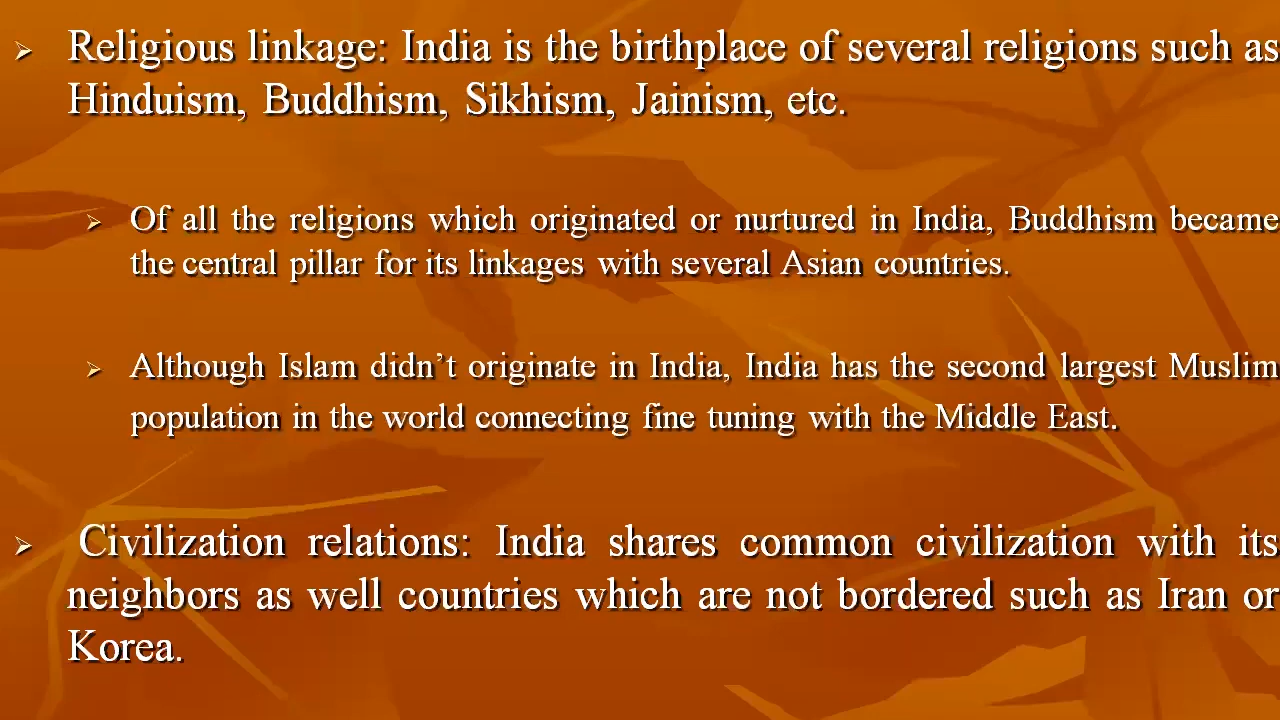 Religious linkage: India is the birthplace of several religions such as
Hinduism, Buddhism, Sikhism, Jainism, etc.
Of all the religions which originated or nurtured in India, Buddhism became
the central pillar for its linkages with several Asian countries.
Although Islam didn’t originate in India, India has the second largest Muslim
population in the world connecting fine tuning with the Middle East.
Civilization relations: India shares common civilization with its
neighbors as well countries which are not bordered such as Iran or
Korea.